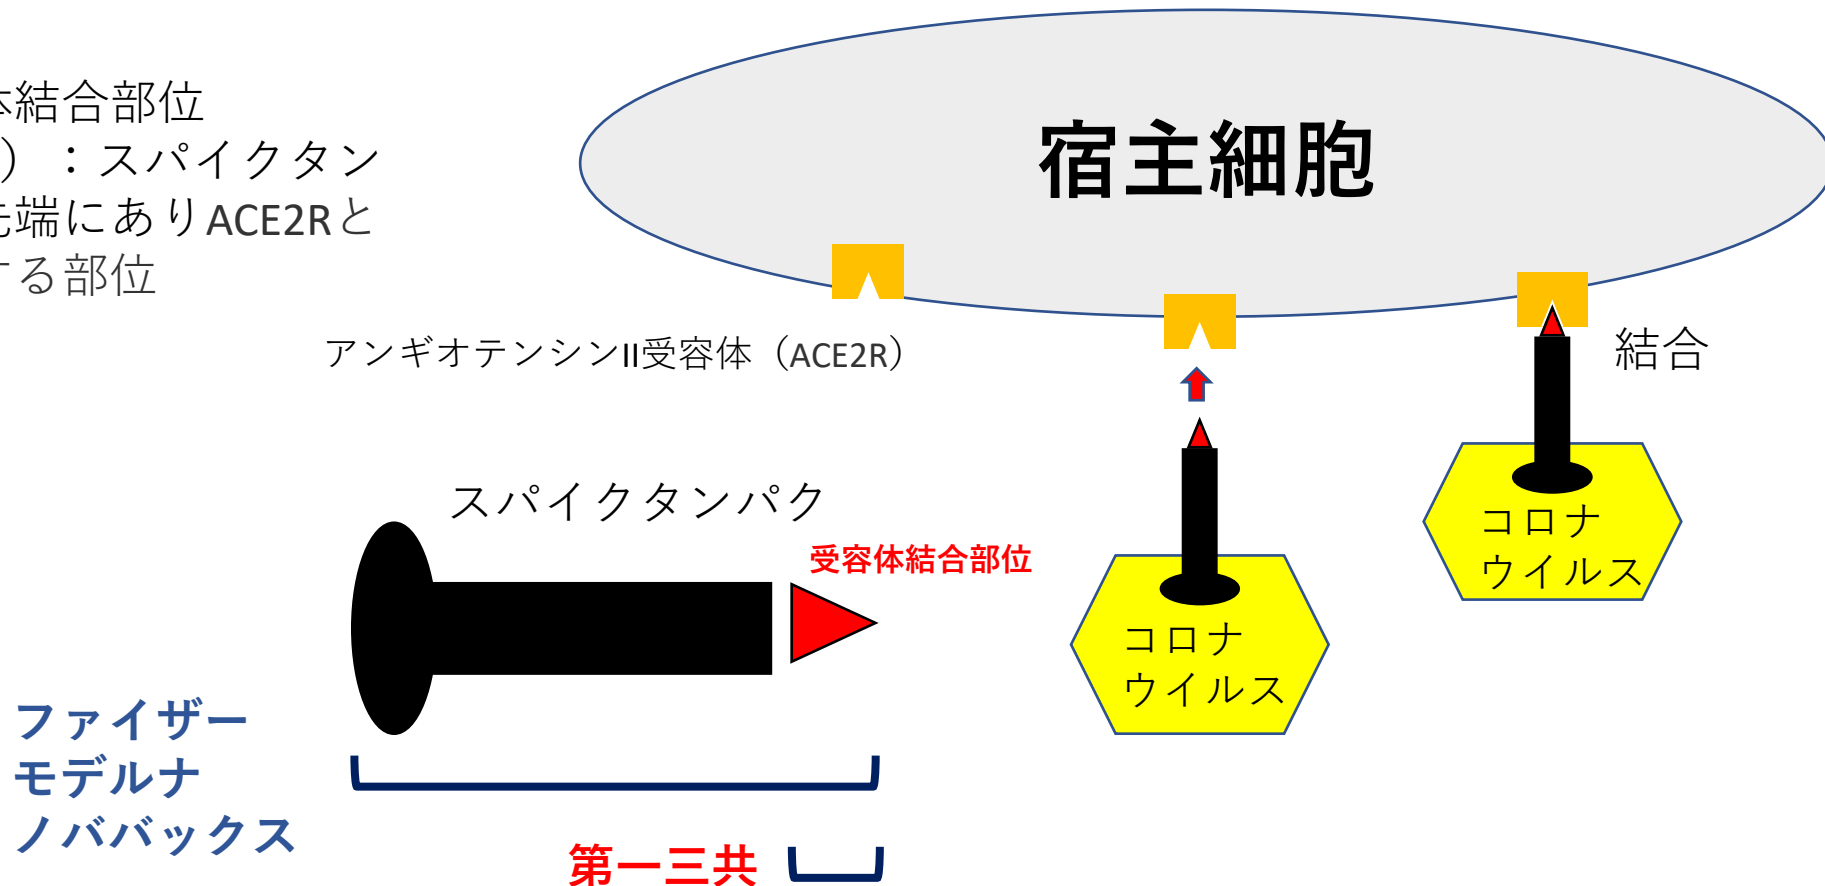 体結合部位
）：スパイクタン
先端にありACE2Rと
する部位
宿主細胞
アンギオテンシンII受容体（ACE2R）
結合
スパイクタンパク
受容体結合部位
コロナ
ウイルス
コロナ
ウイルス
ファイザー
モデルナ
ノババックス
第一三共